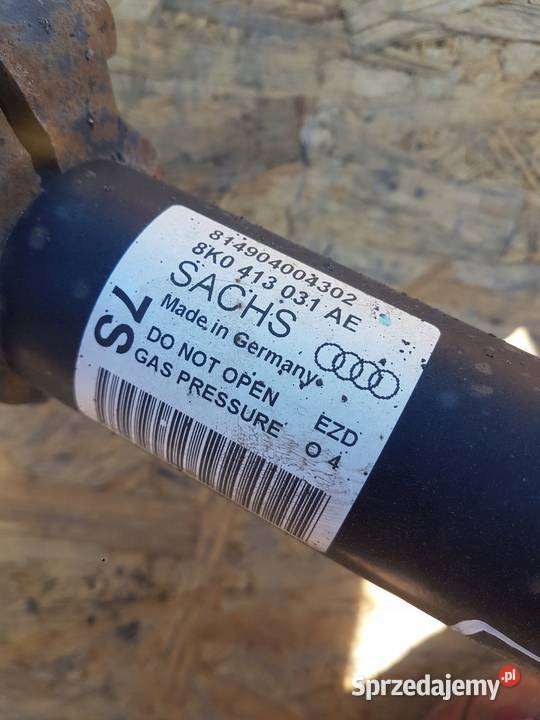 814904004302
8K0 413 031 AE
SACHS
Made in Germany
DO NOT OPEN
GAS PRESSURE
EZD
O 4
SZ
Sprzedajemy.pl